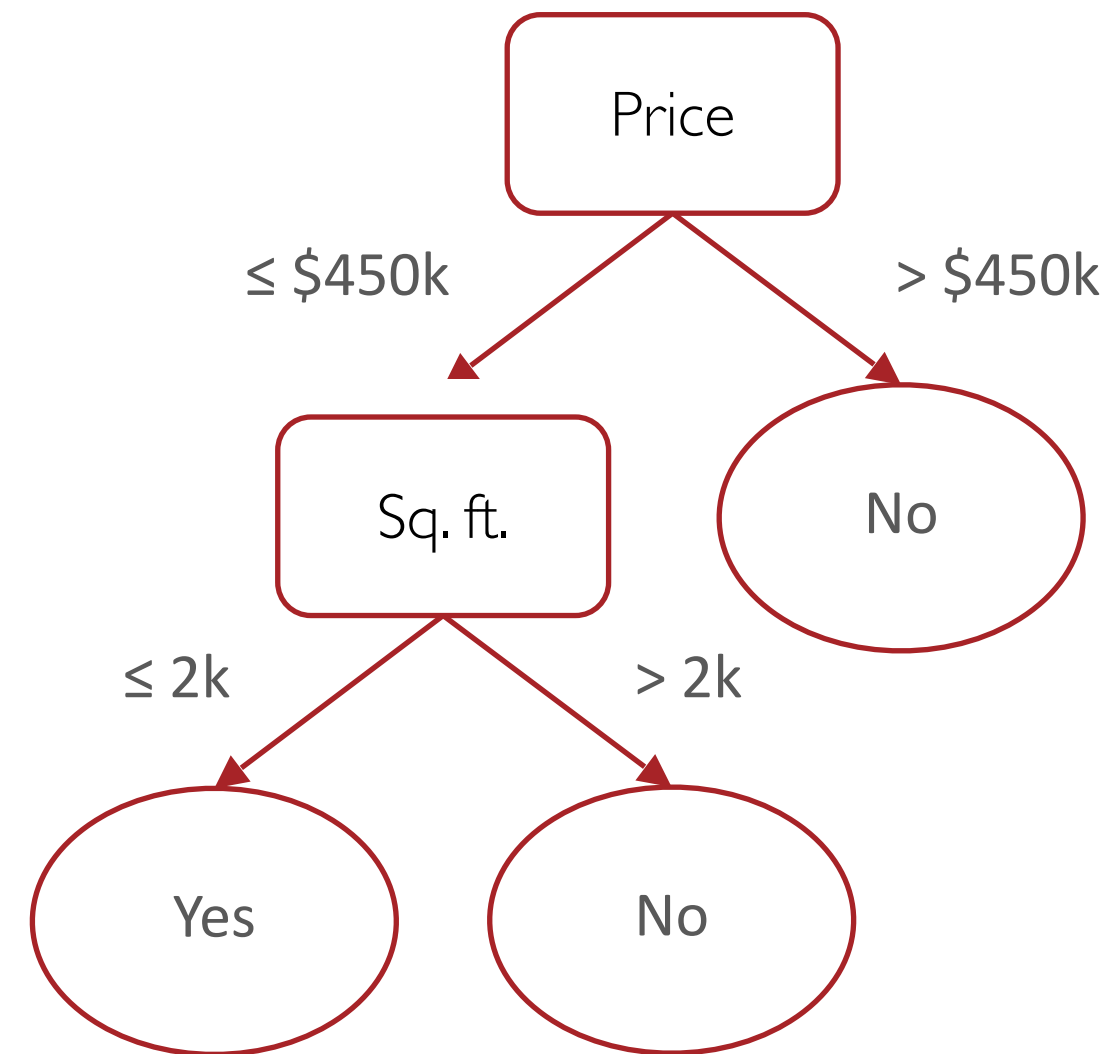 Price
≤ $450k
> $450k
Sq. ft.
No
≤ 2k
> 2k
Yes
No